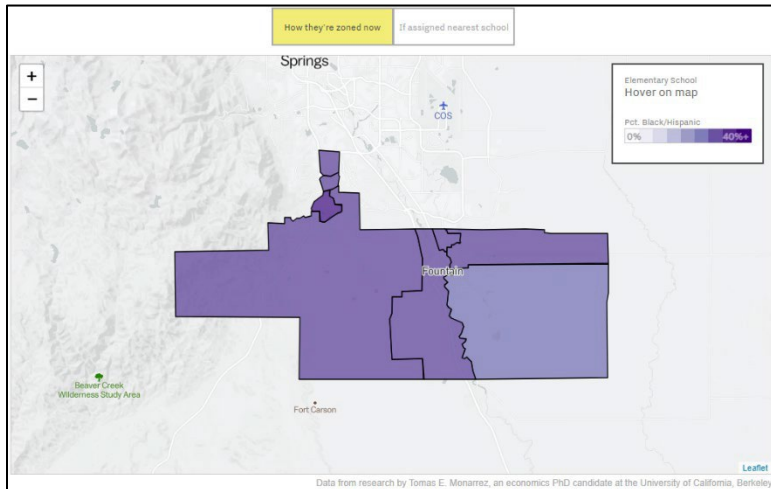 How they're zoned now
If assigned nearest school
+
−
Springs
COS
Elementary School
Hover on map
Pct. Black/Hispanic
0% 40%+
Fountain
Beaver Creek
Wilderness Study Area
Fort Carson
Leaflet
Data from research by Tomas E. Monarrez, an economics PhD candidate at the University of California, Berkeley